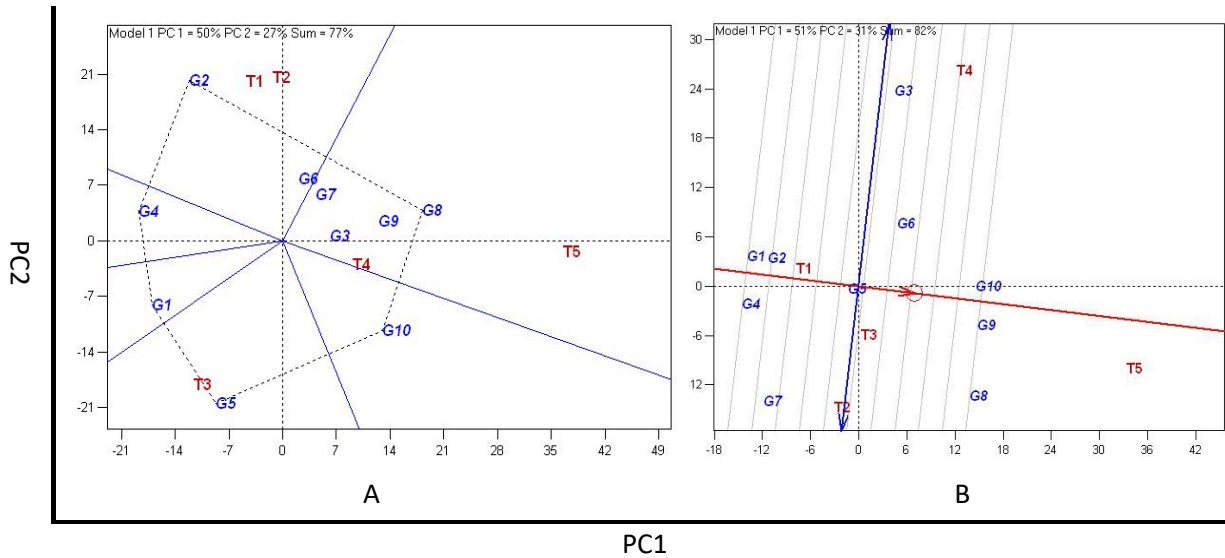 Model 1 PC 1 = 50% PC 2 = 27% Sum = 77%
21
14
7
0
-7
-14
-21
G2
T1
T2
G6
G7
G4
G8
G9
G3
T5
T4
G1
G10
T3
G5
-21
-14
-7
0
7
14
21
28
35
42
49
A
Model 1 PC 1 = 51% PC 2 = 31% Sum = 82%
30
24
18
12
6
0
-6
12
T4
G3
G6
G1
G2
T1
G5
G10
G4
G9
T3
T5
G7
T2
G8
-18
-12
-6
0
6
12
18
24
30
36
42
B
PC2
PC1